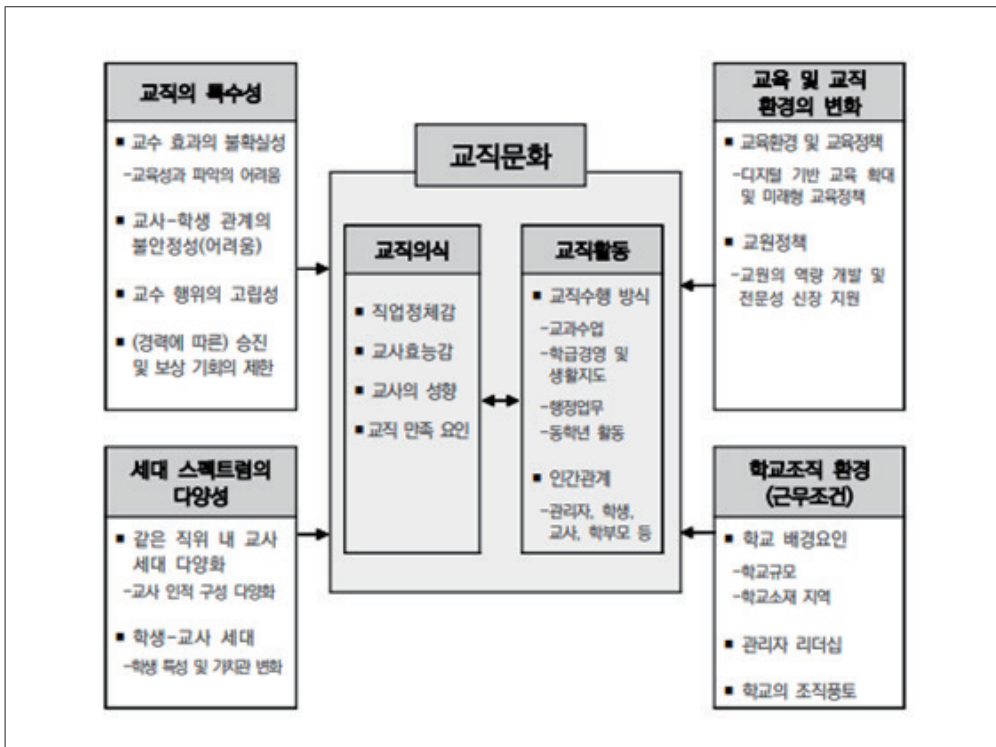 교직의 특수성
■ 교수 효과의 불확실성
-교육성과 파악의 어려움
■ 교사-학생 관계의
불안정성(어려움)
■ 교수 행위의 고립성
■ (경력에 따른) 승진
및 보상 기회의 제한
세대 스펙트럼의
다양성
■ 같은 직위 내 교사
세대 다양화
-교사 인적 구성 다양화
■ 학생-교사 세대
-학생 특성 및 가치관 변화
교직문화
교직의식
■ 직업정체감
■ 교사효능감
■ 교사의 성향
■ 교직 만족 요인
교직활동
■ 교직수행 방식
-교과수업
-학급경영 및
생활지도
-행정업무
-동학년 활동
■ 인간관계
-관리자, 학생,
교사, 학부모 등
교육 및 교직
환경의 변화
■ 교육환경 및 교육정책
-디지털 기반 교육 확대
및 미래형 교육정책
■ 교원정책
-교원의 역량 개발 및
전문성 신장 지원
학교조직 환경
(근무조건)
■ 학교 배경요인
-학교규모
-학교소재 지역
■ 관리자 리더십
■ 학교의 조직풍토